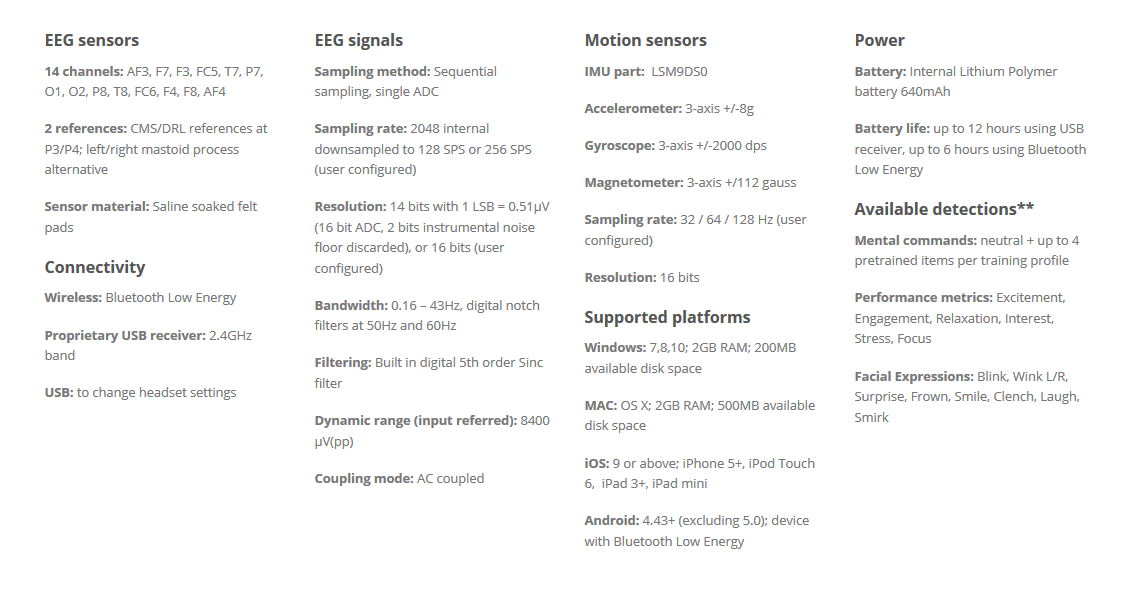 EEG sensors
14 channels: AF3, F7, F3, FC5, T7, P7,
O1, O2, P8, T8, FC6, F4, F8, AF4
2 references: CMS/DRL references at
P3/P4; left/right mastoid process
alternative
Sensor material: Saline soaked felt
pads
Connectivity
Wireless: Bluetooth Low Energy
Proprietary USB receiver: 2.4GHz
band
USB: to change headset settings
EEG signals
Sampling method: Sequential
sampling, single ADC
Sampling rate: 2048 internal
downsampled to 128 SPS or 256 SPS
(user configured)
Resolution: 14 bits with 1 LSB = 0.51μV
(16 bit ADC, 2 bits instrumental noise
floor discarded), or 16 bits (user
configured)
Bandwidth: 0.16 – 43Hz, digital notch
filters at 50Hz and 60Hz
Filtering: Built in digital 5th order Sinc
filter
Dynamic range (input referred): 8400
μV(pp)
Coupling mode: AC coupled
Motion sensors
IMU part: LSM9DS0
Accelerometer: 3-axis +/-8g
Gyroscope: 3-axis +/-2000 dps
Magnetometer: 3-axis +/112 gauss
Sampling rate: 32 / 64 / 128 Hz (user
configured)
Resolution: 16 bits
Supported platforms
Windows: 7,8,10; 2GB RAM; 200MB
available disk space
MAC: OS X; 2GB RAM; 500MB available
disk space
iOS: 9 or above; iPhone 5+, iPod Touch
6, iPad 3+, iPad mini
Android: 4.43+ (excluding 5.0); device
with Bluetooth Low Energy
Power
Battery: Internal Lithium Polymer
battery 640mAh
Battery life: up to 12 hours using USB
receiver, up to 6 hours using Bluetooth
Low Energy
Available detections**
Mental commands: neutral + up to 4
pretrained items per training profile
Performance metrics: Excitement,
Engagement, Relaxation, Interest,
Stress, Focus
Facial Expressions: Blink, Wink L/R,
Surprise, Frown, Smile, Clench, Laugh,
Smirk